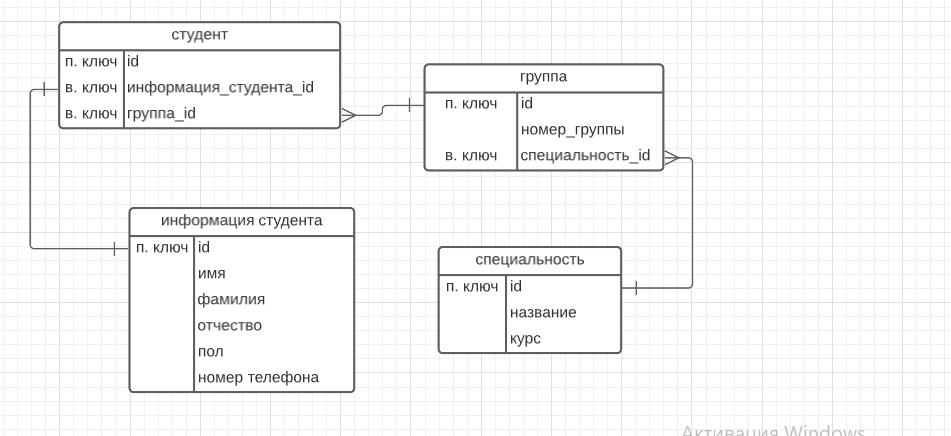 студент
п. ключ id
в. ключ информация_студента_id
в. ключ группа_id
группа
п. ключ id
номер_группы
в. ключ специальность_id
информация студента
п. ключ id
имя
фамилия
отчество
пол
номер телефона
специальность
п. ключ id
название
курс
Активация Windows